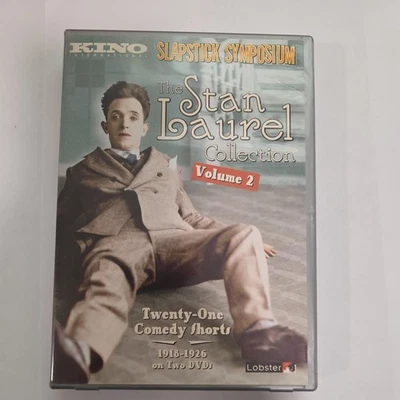 KINO
INTERNATIONAL
SLAPSTICK SYMPOSIUM
The
Stan
Laurel
Collection
Volume 2
Twenty-One
Comedy Shorts
1918-1926
on Two DVDs
Lobster